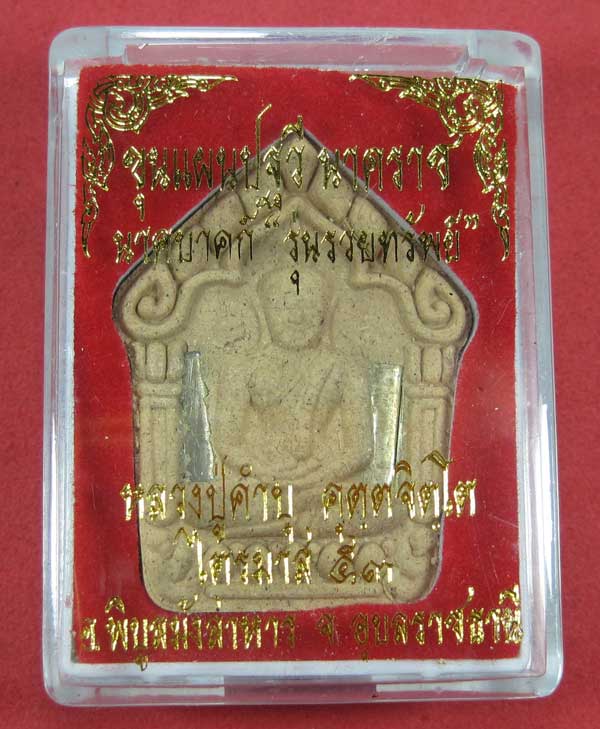 ขุนแผนปฐวี นาคราช
นาคบาศก์ "รุ่นรวยทรัพย์"
หลวงปู่คำบุ คุตฺตจิตฺโต
ไตรมาส ๕๓
อ.พิบูลมังสาหาร จ.อุบลราชธานี